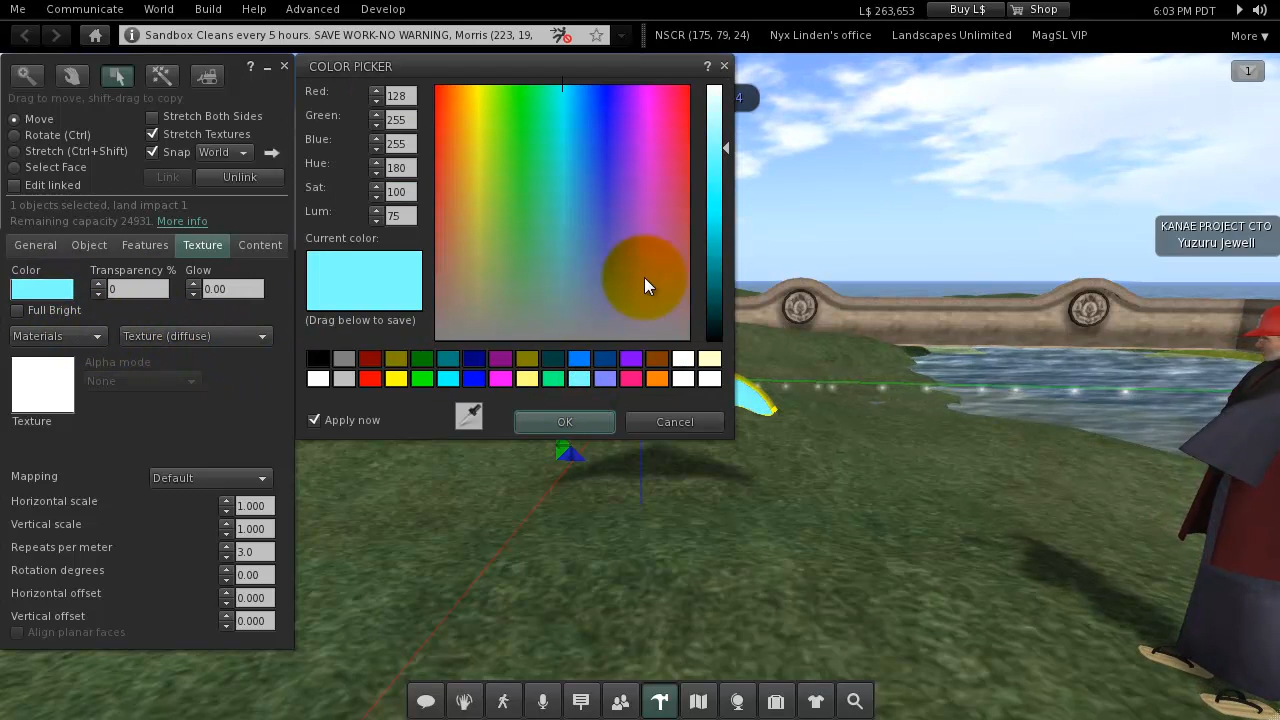 Me Communicate World Build Help Advanced Develop
L$ 263,653 Buy L$ Shop 6:03 PM PDT
Sandbox Cleans every 5 hours. SAVE WORK-NO WARNING, Morris (223, 19,
NSCR (175, 79, 24) Nyx Linden's office Landscapes Unlimited MagSL VIP More
1
4
? _ ×
Drag to move, shift-drag to copy
Move
Rotate (Ctrl)
Stretch (Ctrl+Shift)
Select Face
Edit linked
Stretch Both Sides
Stretch Textures
Snap World
Link Unlink
1 objects selected, land impact 1
Remaining capacity 24931. More info
General Object Features Texture Content
Color Transparency % Glow
0 0.00
Full Bright
Materials Texture (diffuse)
Alpha mode
None
Texture
Mapping Default
Horizontal scale 1.000
Vertical scale 1.000
Repeats per meter 3.0
Rotation degrees 0.00
Horizontal offset 0.000
Vertical offset 0.000
Align planar faces
COLOR PICKER ? ×
Red: 128
Green: 255
Blue: 255
Hue: 180
Sat: 100
Lum: 75
Current color:
(Drag below to save)
Apply now OK Cancel
KANAE PROJECT CTO
Yuzuru Jewell